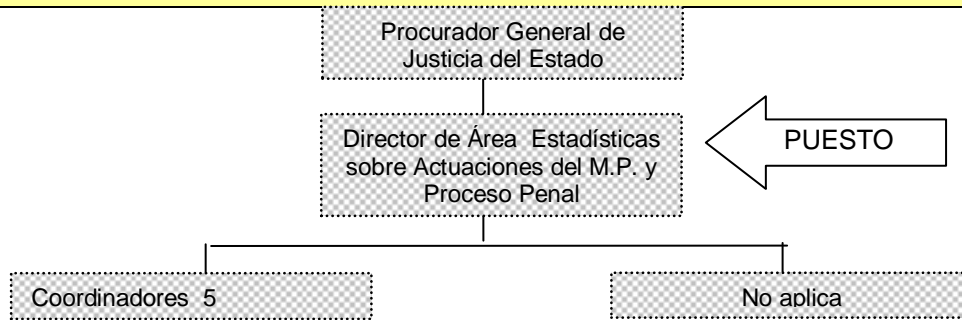 Procurador General de
Justicia del Estado
Director de Área Estadísticas
sobre Actuaciones del M.P. y
Proceso Penal
PUESTO
Coordinadores 5
No aplica